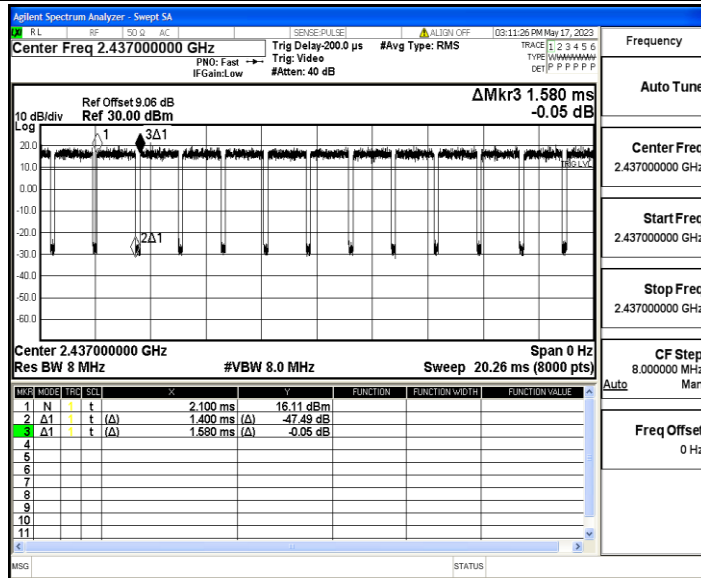 Agilent Spectrum Analyzer - Swept SA
RL RF 50 Ω AC SENSE:PULSE ALIGN OFF 03:11:26 PM May 17, 2023
Center Freq 2.437000000 GHz
PNO: Fast
IFGain:Low
Trig Delay-200.0 µs
Trig: Video
#Atten: 40 dB
#Avg Type: RMS
TRACE 1 2 3 4 5 6
TYPE WWWWWW
DET P P P P P P
Ref Offset 9.06 dB
10 dB/div Ref 30.00 dBm
Log
ΔMkr3 1.580 ms
-0.05 dB
1 3Δ1
20.0
TRIG LVL
10.0
0.00
-10.0
-20.0
2Δ1
-30.0
-40.0
-50.0
-60.0
Center 2.437000000 GHz Span 0 Hz
Res BW 8 MHz #VBW 8.0 MHz Sweep 20.26 ms (8000 pts)
MKR MODE TRC SCL X Y FUNCTION FUNCTION WIDTH FUNCTION VALUE
1 N 1 t 2.100 ms 16.11 dBm
2 Δ1 1 t (Δ) 1.400 ms (Δ) -47.49 dB
3 Δ1 1 t (Δ) 1.580 ms (Δ) -0.05 dB
4
5
6
7
8
9
10
11
MSG STATUS
Frequency
Auto Tune
Center Freq
2.437000000 GHz
Start Freq
2.437000000 GHz
Stop Freq
2.437000000 GHz
CF Step
8.000000 MHz
Auto Man
Freq Offset
0 Hz